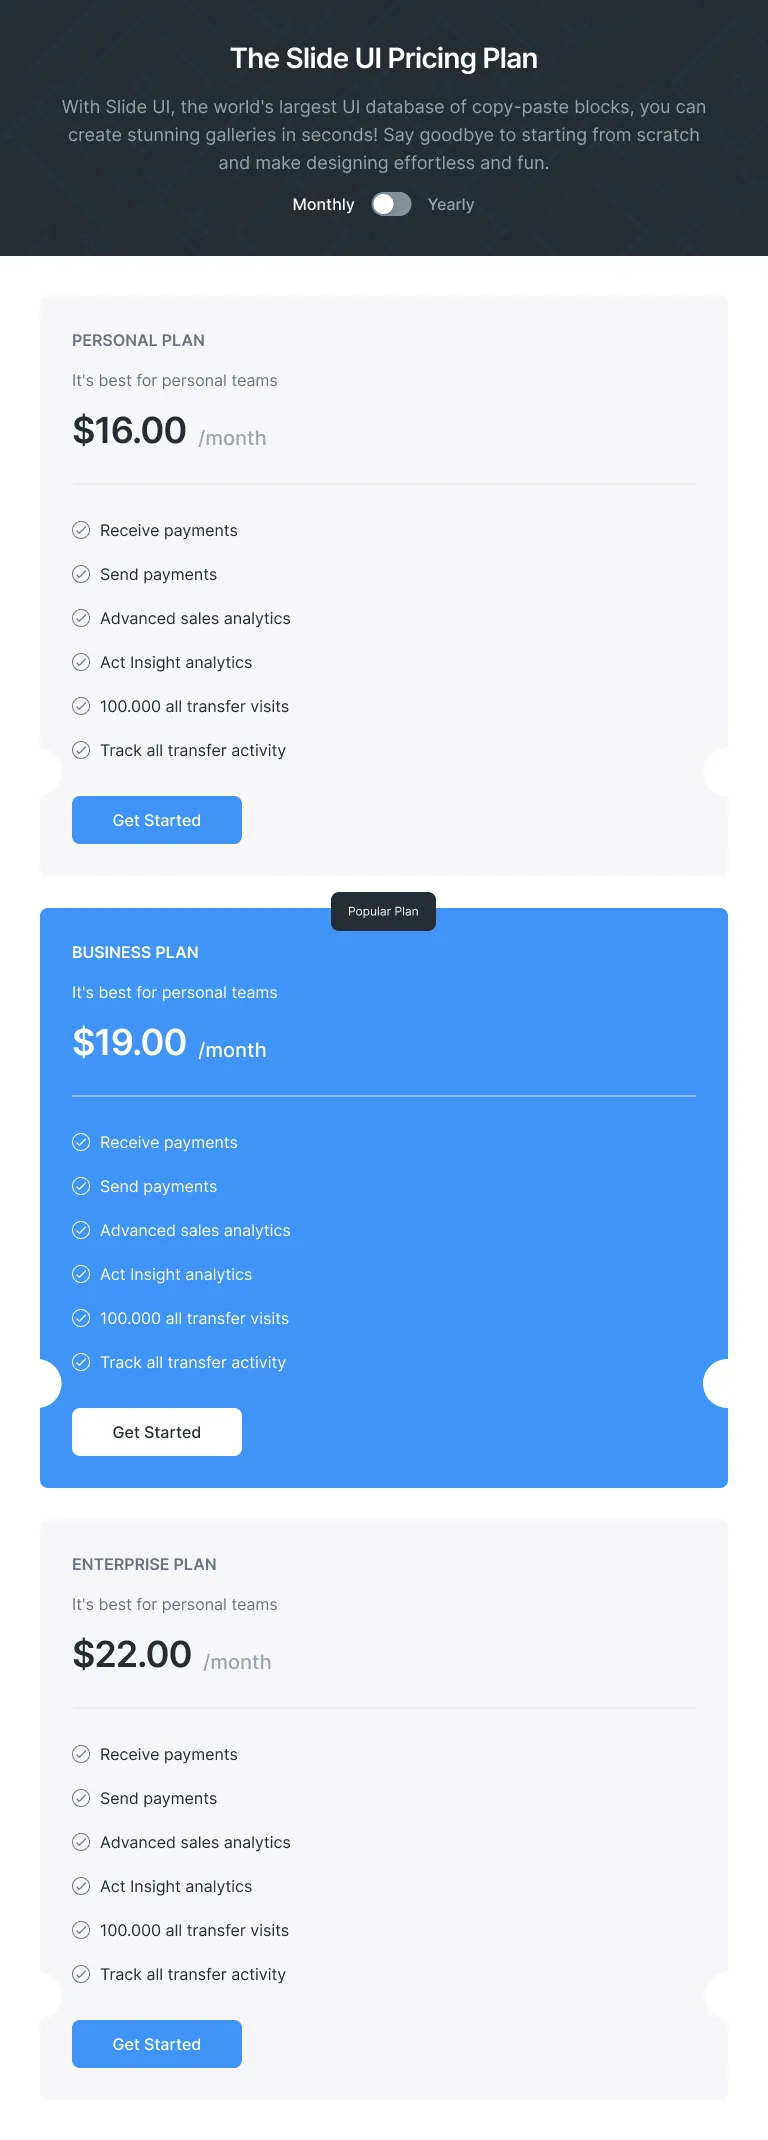 The Slide UI Pricing Plan
With Slide UI, the world's largest UI database of copy-paste blocks, you can
create stunning galleries in seconds! Say goodbye to starting from scratch
and make designing effortless and fun.
Monthly Yearly
PERSONAL PLAN
It's best for personal teams
$16.00 /month
Receive payments
Send payments
Advanced sales analytics
Act Insight analytics
100.000 all transfer visits
Track all transfer activity
Get Started
Popular Plan
BUSINESS PLAN
It's best for personal teams
$19.00 /month
Receive payments
Send payments
Advanced sales analytics
Act Insight analytics
100.000 all transfer visits
Track all transfer activity
Get Started
ENTERPRISE PLAN
It's best for personal teams
$22.00 /month
Receive payments
Send payments
Advanced sales analytics
Act Insight analytics
100.000 all transfer visits
Track all transfer activity
Get Started